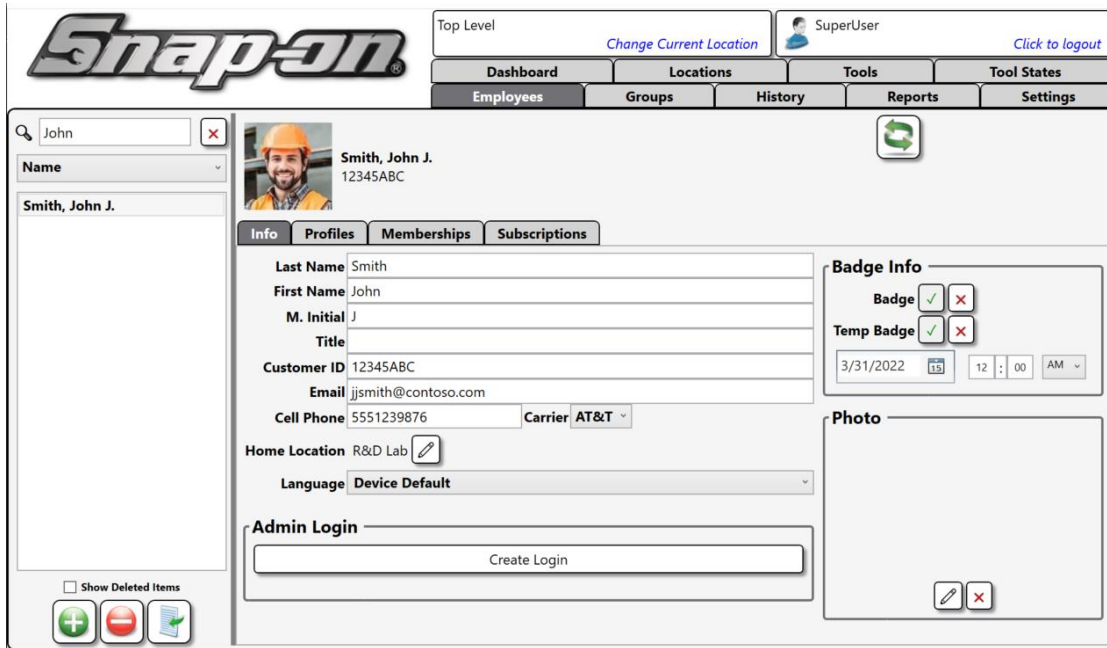 Snap-on®
Top Level
Change Current Location
SuperUser
Click to logout
Dashboard Locations Tools Tool States
Employees Groups History Reports Settings
John
Name
Smith, John J.
Show Deleted Items
Smith, John J.
12345ABC
Info Profiles Memberships Subscriptions
Last Name Smith
First Name John
M. Initial J
Title
Customer ID 12345ABC
Email jjsmith@contoso.com
Cell Phone 5551239876 Carrier AT&T
Home Location R&D Lab
Language Device Default
Admin Login
Create Login
Badge Info
Badge
Temp Badge
3/31/2022 15 12 : 00 AM
Photo